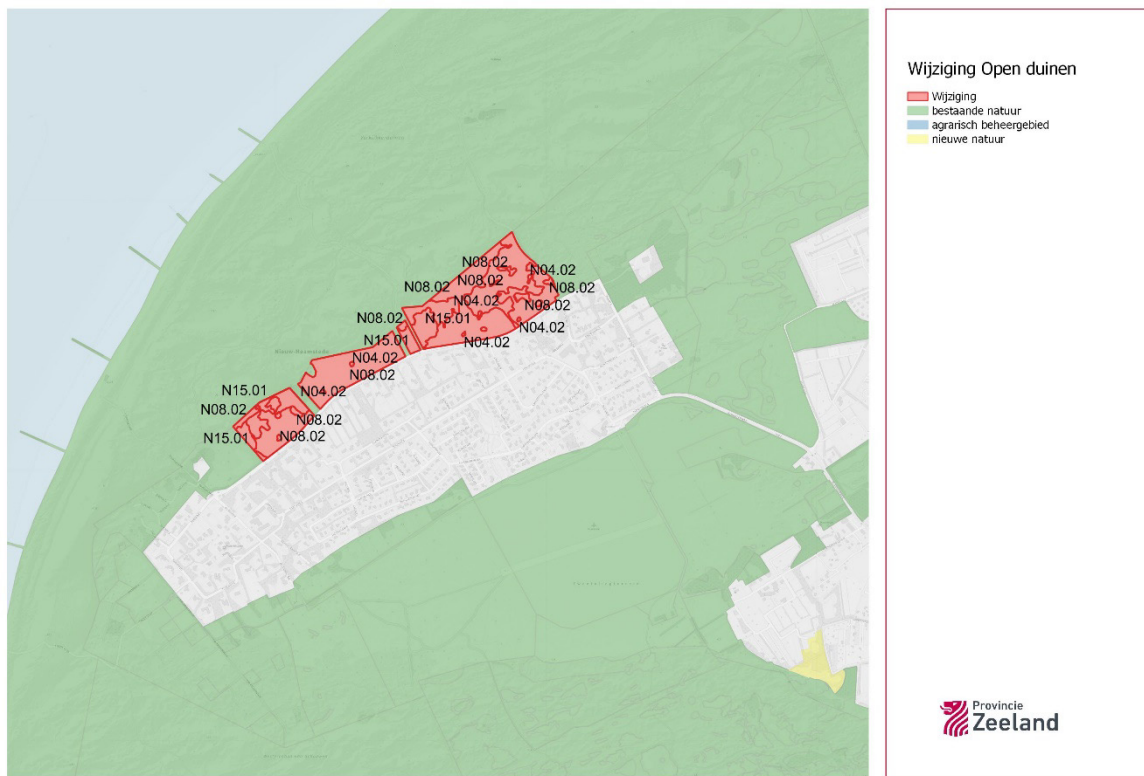 N08.02
N04.02
N08.02
N08.02
N08.02
N04.02
N08.02
N08.02
N15.01
N04.02
N15.01
N04.02
N04.02
N08.02
N15.01
N04.02
N08.02
N08.02
N15.01
N08.02
Wijziging Open duinen
Wijziging
bestaande natuur
agrarisch beheergebied
nieuwe natuur
Provincie
Zeeland